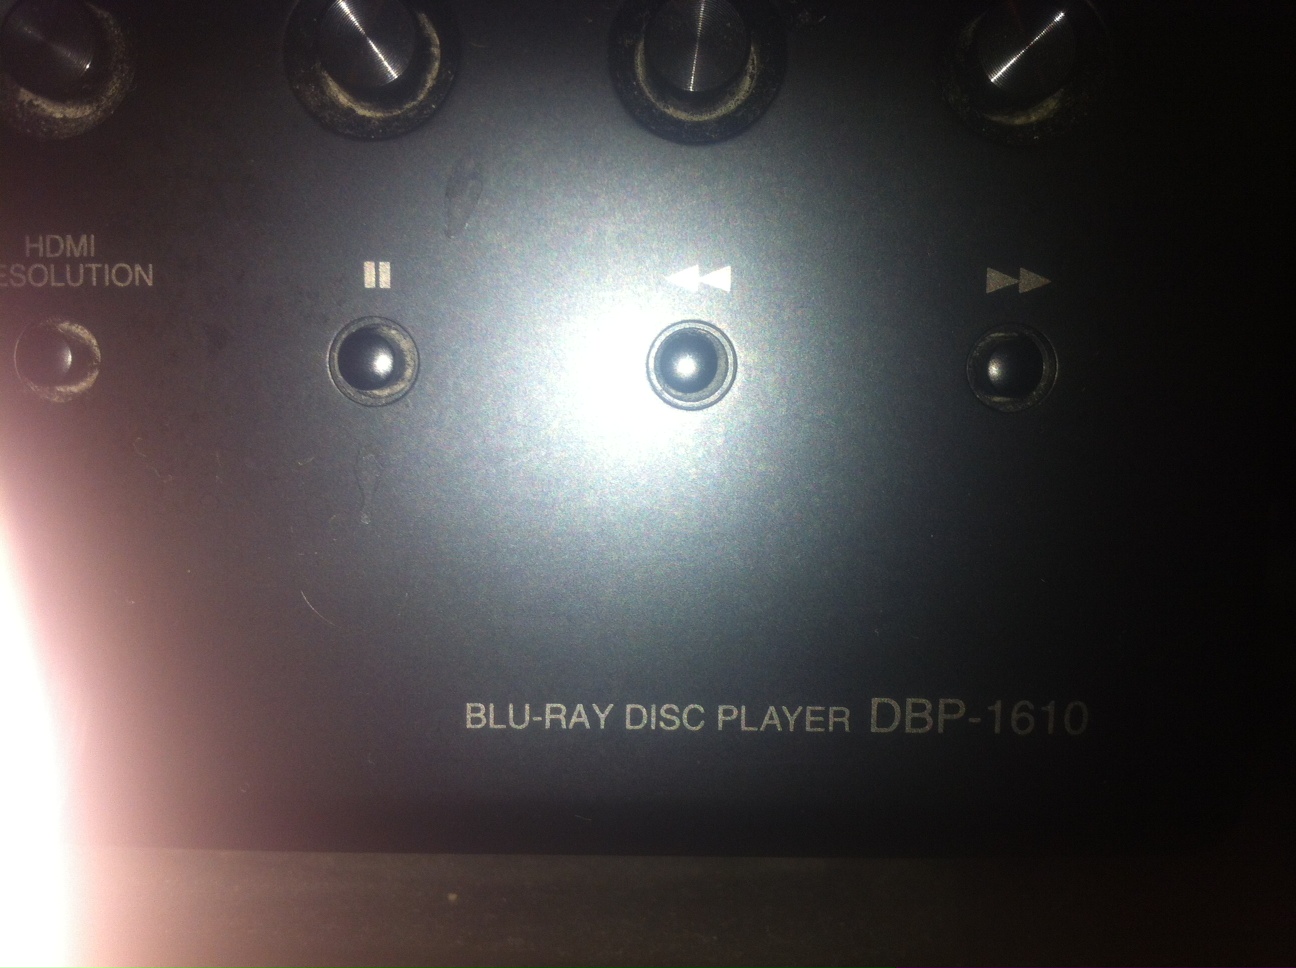 HDMI
ESOLUTION
BLU-RAY DISC PLAYER DBP-1610